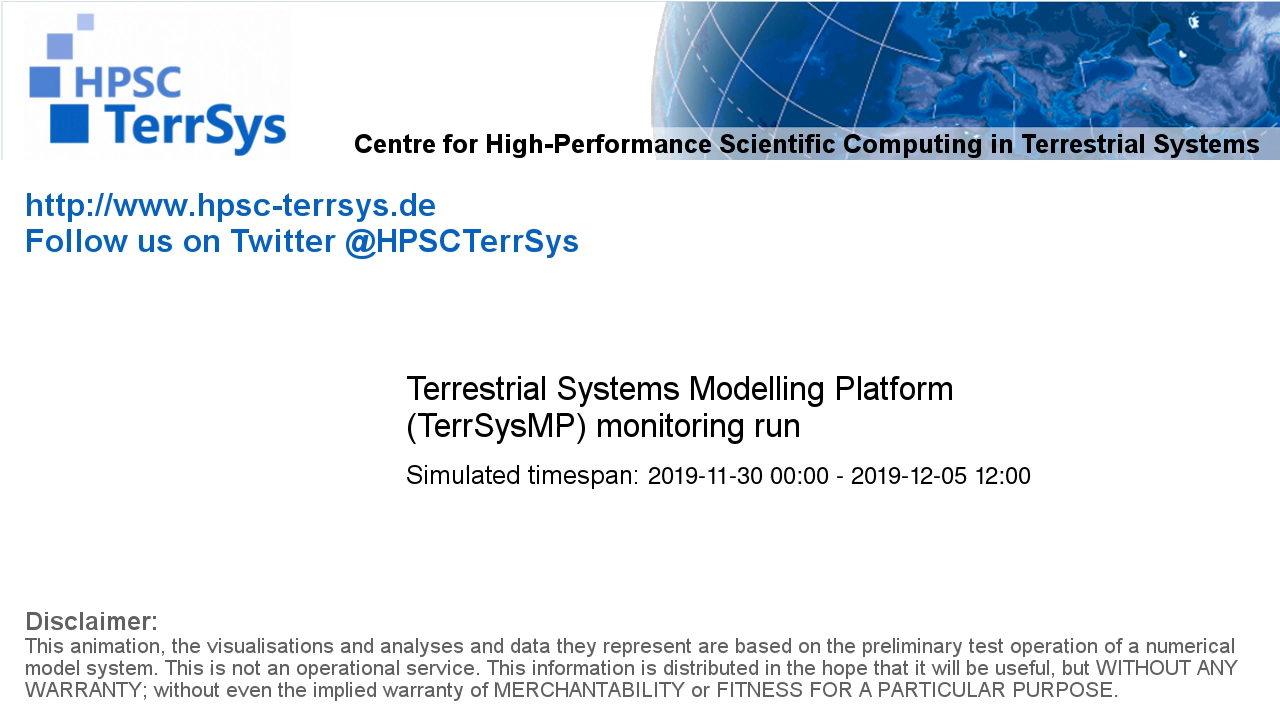 HPSC
TerrSys
Centre for High-Performance Scientific Computing in Terrestrial Systems
http://www.hpsc-terrsys.de
Follow us on Twitter @HPSCTerrSys
Terrestrial Systems Modelling Platform
(TerrSysMP) monitoring run
Simulated timespan: 2019-11-30 00:00 - 2019-12-05 12:00
Disclaimer:
This animation, the visualisations and analyses and data they represent are based on the preliminary test operation of a numerical
model system. This is not an operational service. This information is distributed in the hope that it will be useful, but WITHOUT ANY
WARRANTY; without even the implied warranty of MERCHANTABILITY or FITNESS FOR A PARTICULAR PURPOSE.